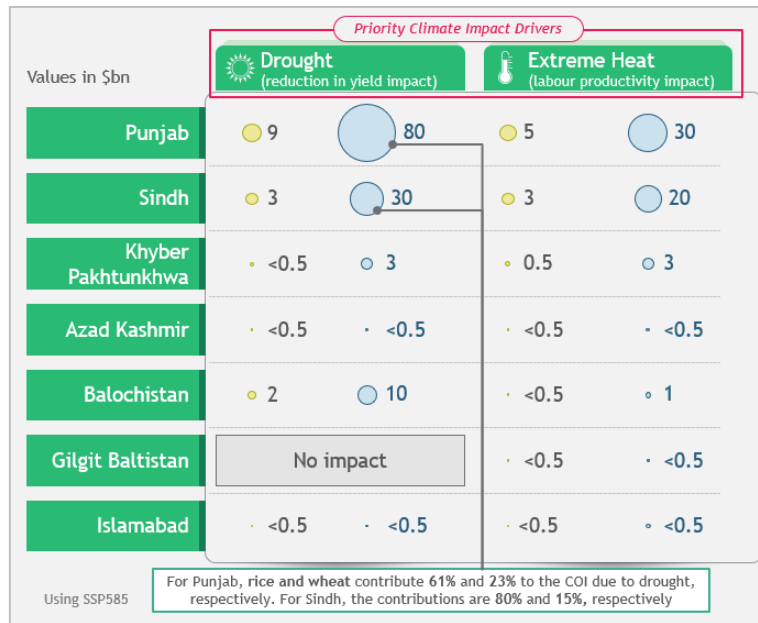 Priority Climate Impact Drivers
Values in $bn
Drought
(reduction in yield impact)
Extreme Heat
(labour productivity impact)
Punjab
9
80
5
30
Sindh
3
30
3
20
Khyber
Pakhtunkhwa
<0.5
3
0.5
3
Azad Kashmir
<0.5
<0.5
<0.5
<0.5
Balochistan
2
10
<0.5
1
Gilgit Baltistan
No impact
<0.5
<0.5
Islamabad
<0.5
<0.5
<0.5
<0.5
Using SSP585
For Punjab, rice and wheat contribute 61% and 23% to the COI due to drought,
respectively. For Sindh, the contributions are 80% and 15%, respectively